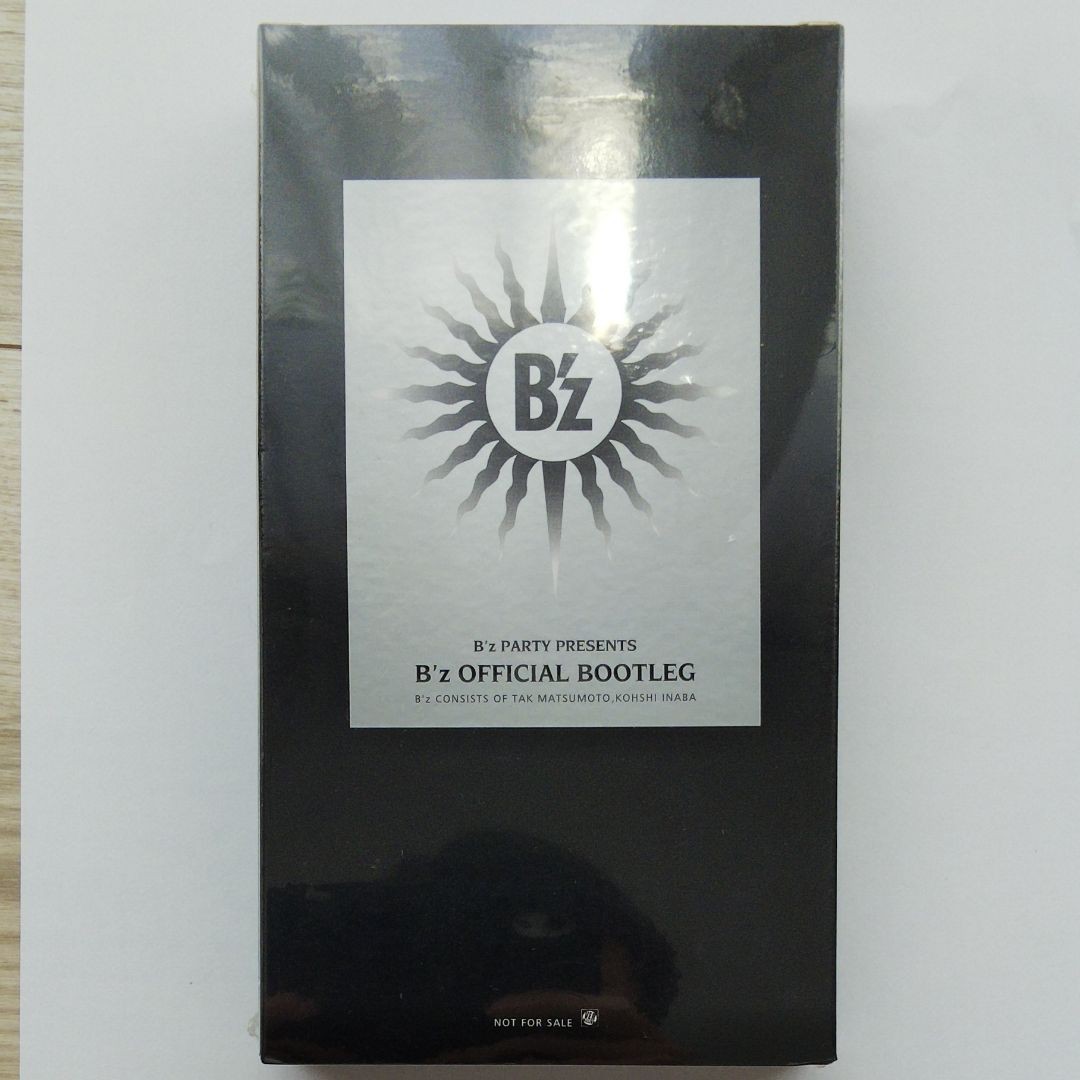 B'z
B'z PARTY PRESENTS
B'z OFFICIAL BOOTLEG
B'z CONSISTS OF TAK MATSUMOTO,KOHSHI INABA
NOT FOR SALE